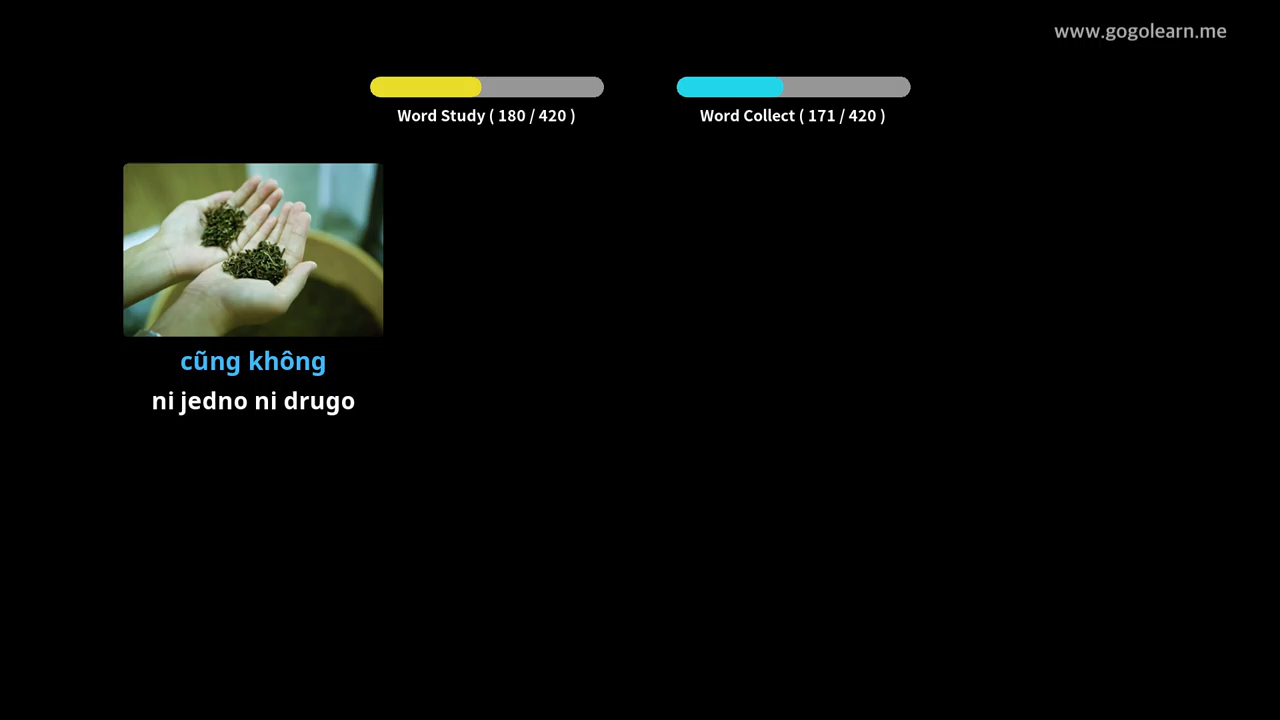 www.gogolearn.me
Word Study ( 180 / 420 )
Word Collect ( 171 / 420 )
cũng không
ni jedno ni drugo